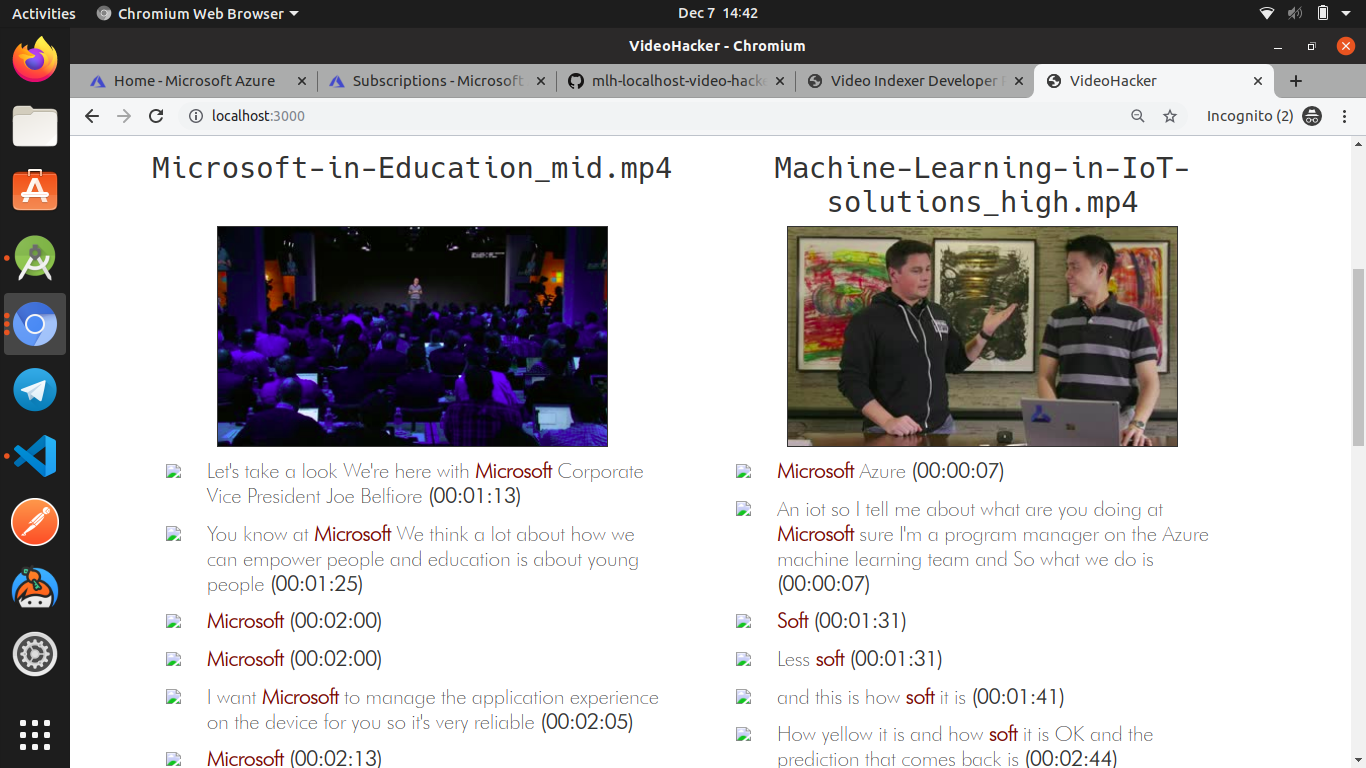 Activities
Chromium Web Browser
Dec 7 14:42
VideoHacker - Chromium
Home - Microsoft Azure
Subscriptions - Microsoft
mlh-localhost-video-hacke
Video Indexer Developer
VideoHacker
localhost:3000
Incognito (2)
Microsoft-in-Education_mid.mp4
Let's take a look We're here with Microsoft Corporate
Vice President Joe Belfiore (00:01:13)
You know at Microsoft We think a lot about how we
can empower people and education is about young
people (00:01:25)
Microsoft (00:02:00)
Microsoft (00:02:00)
I want Microsoft to manage the application experience
on the device for you so it's very reliable (00:02:05)
Microsoft (00:02:13)
Machine-Learning-in-IoT-
solutions_high.mp4
Microsoft Azure (00:00:07)
An iot so I tell me about what are you doing at
Microsoft sure I'm a program manager on the Azure
machine learning team and So what we do is
(00:00:07)
Soft (00:01:31)
Less soft (00:01:31)
and this is how soft it is (00:01:41)
How yellow it is and how soft it is OK and the
prediction that comes back is (00:02:44)